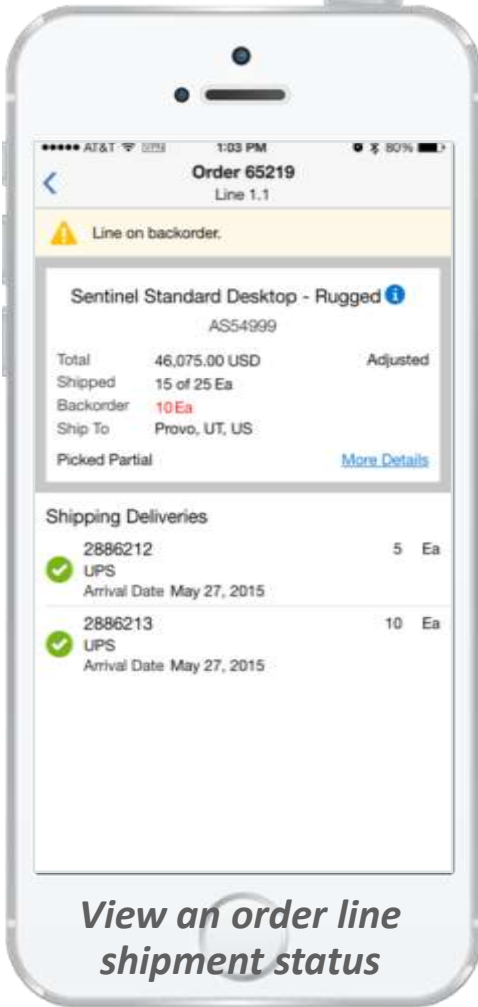 AT&T VPN 1:03 PM 80%
Order 65219
Line 1.1
Line on backorder.
Sentinel Standard Desktop - Rugged
AS54999
Total 46,075.00 USD Adjusted
Shipped 15 of 25 Ea
Backorder 10 Ea
Ship To Provo, UT, US
Picked Partial More Details
Shipping Deliveries
2886212 5 Ea
UPS
Arrival Date May 27, 2015
2886213 10 Ea
UPS
Arrival Date May 27, 2015
View an order line
shipment status